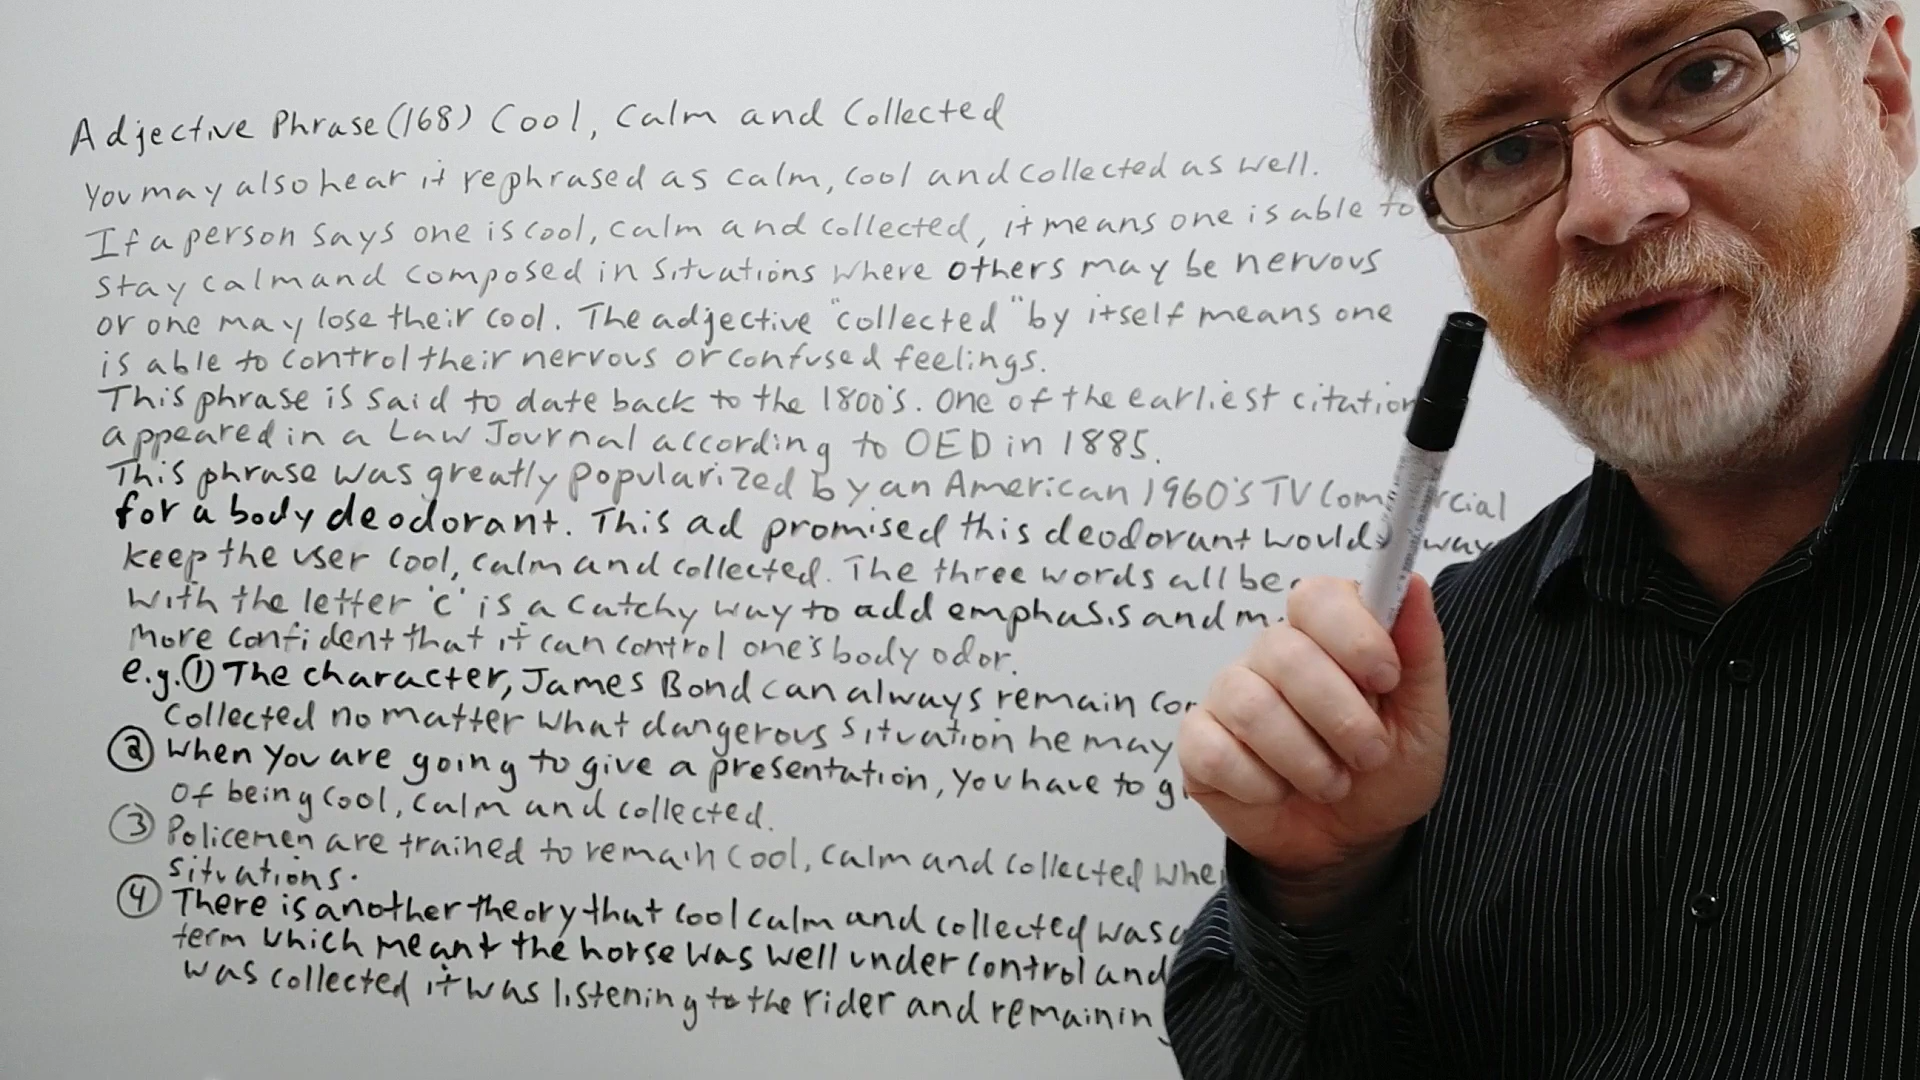 Adjective Phrase (168) Cool, Calm and Collected
You may also hear it rephrased as calm, cool and collected as well.
If a person says one is cool, calm and collected, it means one is able to
stay calm and composed in situations where others may be nervous
or one may lose their cool. The adjective "collected" by itself means one
is able to control their nervous or confused feelings.
This phrase is said to date back to the 1800's. One of the earliest citation
appeared in a Law Journal according to OED in 1885.
This phrase was greatly popularized by an American 1960's TV
for a body deodorant. This ad promised this deodorant would
keep the user cool, calm and collected. The three words all
with the letter 'c' is a catchy way to add emphasis and
more confident that it can control one's body odor.
e.g. ① The character, James Bond can always remain
collected no matter what dangerous situation he may
② When you are going to give a presentation, you have to
of being cool, calm and collected.
③ Policemen are trained to remain cool, calm and collected
situations.
④ There is another theory that cool calm and collected was
term which meant the horse was well under control and
was collected it was listening to the rider and